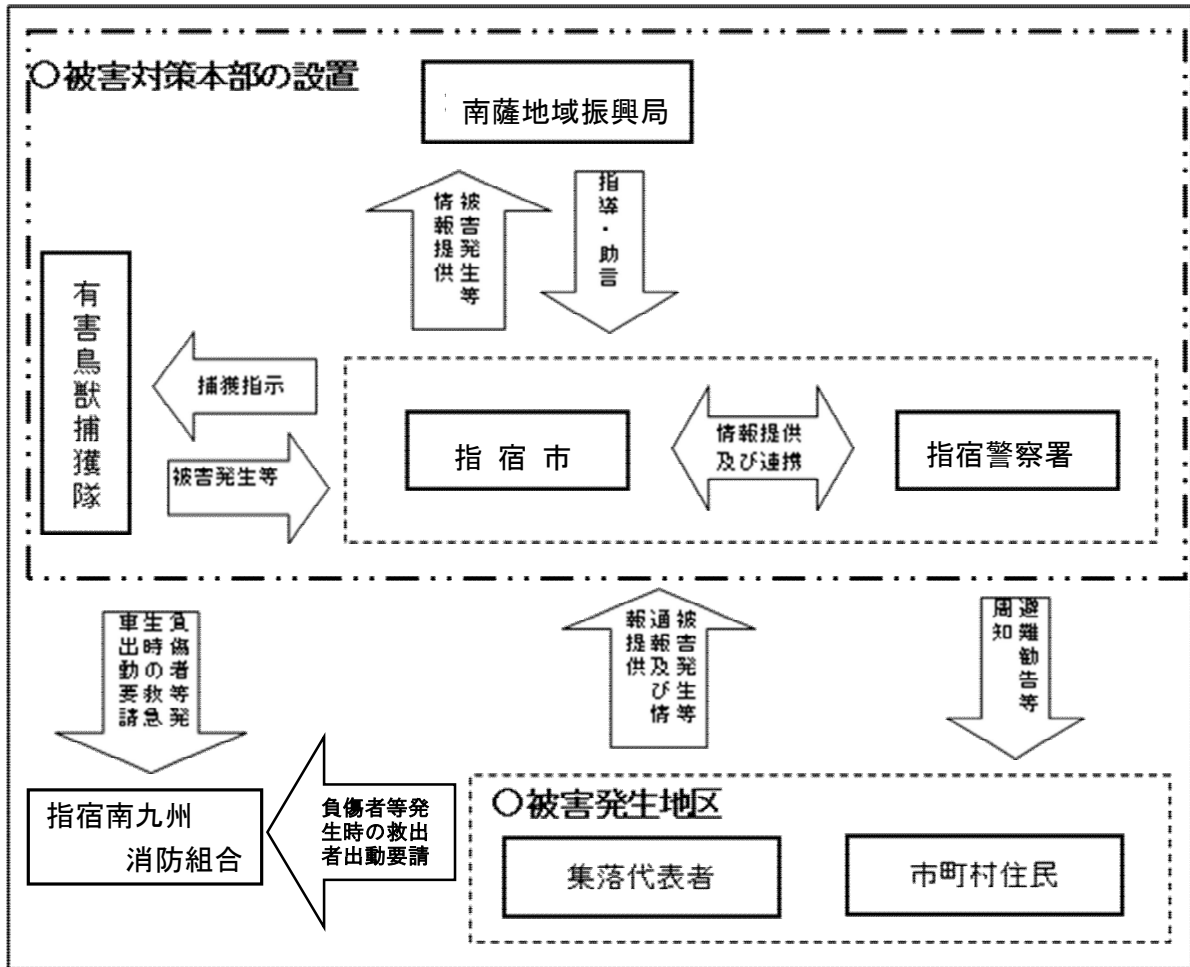 ○被害対策本部の設置
南薩地域振興局
被害発生等
情報提供
指導・助言
有害鳥獣捕獲隊
捕獲指示
被害発生等
指宿市
情報提供
及び連携
指宿警察署
負傷者等発
生時の救急
車出動要請
被害発生等
通報及び情
報提供
避難勧告等
周知
指宿南九州
消防組合
負傷者等発
生時の救出
者出動要請
○被害発生地区
集落代表者
市町村住民